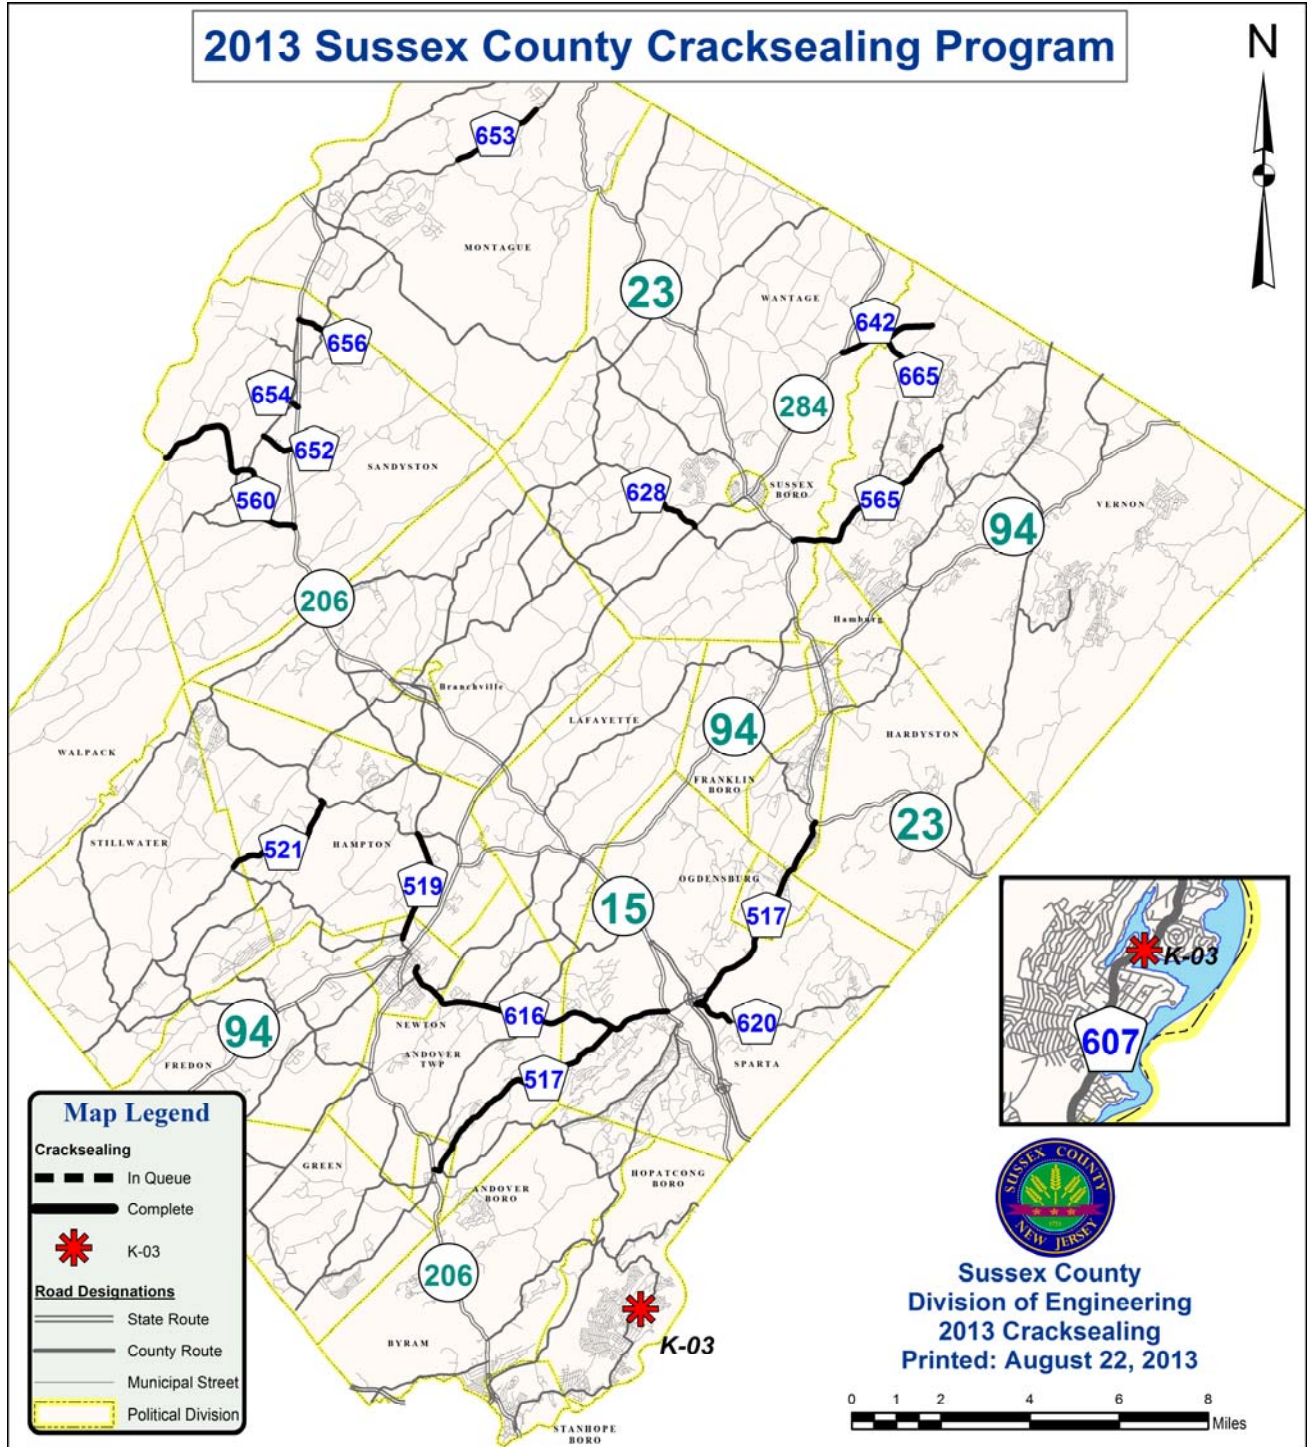 2013 Sussex County Cracksealing Program
N
653
MONTAGUE
23
WANTAGE
642
656
665
654
284
652
SANDYSTON
628
SUSSEX
BORO
565
560
94
VERNON
206
Hamburg
Branchville
LAFAYETTE
94
HARDYSTON
WALPACK
FRANKLIN
BORO
23
STILLWATER
521
HAMPTON
519
OGDENSBURG
15
517
K-03
607
616
620
94
NEWTON
ANDOVER
TWP
SPARTA
FREDON
517
GREEN
HOPATCONG
BORO
ANDOVER
BORO
206
K-03
BYRAM
STANHOPE
BORO
Map Legend
Cracksealing
In Queue
Complete
K-03
Road Designations
State Route
County Route
Municipal Street
Political Division
SUSSEX COUNTY
1753
NEW JERSEY
Sussex County
Division of Engineering
2013 Cracksealing
Printed: August 22, 2013
0 1 2 4 6 8
Miles